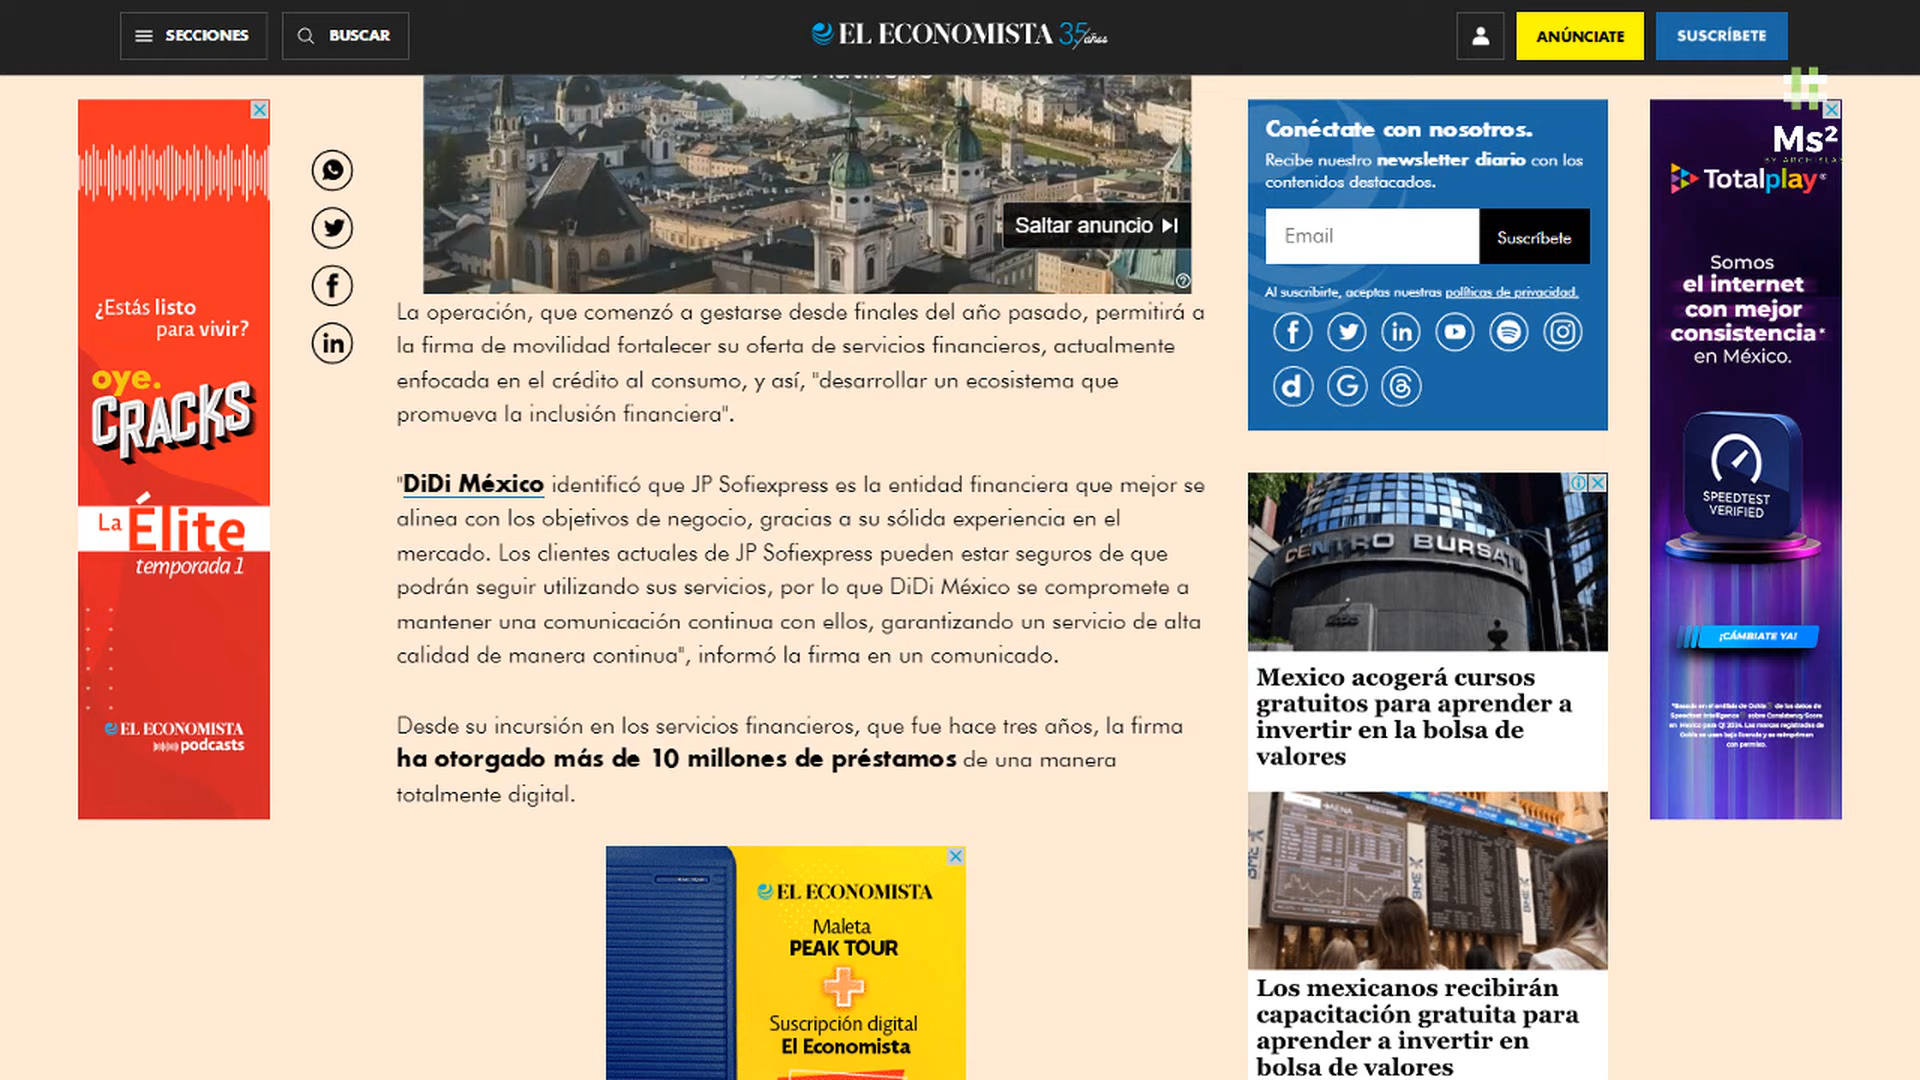 SECCIONES
BUSCAR
EL ECONOMISTA 35 años
ANÚNCIATE
SUSCRÍBETE
¿Estás listo
para vivir?
oye.
CRACKS
La Élite
temporada 1
EL ECONOMISTA
podcasts
Saltar anuncio
La operación, que comenzó a gestarse desde finales del año pasado, permitirá a
la firma de movilidad fortalecer su oferta de servicios financieros, actualmente
enfocada en el crédito al consumo, y así, "desarrollar un ecosistema que
promueva la inclusión financiera".
"DiDi México identificó que JP Sofiexpress es la entidad financiera que mejor se
alinea con los objetivos de negocio, gracias a su sólida experiencia en el
mercado. Los clientes actuales de JP Sofiexpress pueden estar seguros de que
podrán seguir utilizando sus servicios, por lo que DiDi México se compromete a
mantener una comunicación continua con ellos, garantizando un servicio de alta
calidad de manera continua", informó la firma en un comunicado.
Desde su incursión en los servicios financieros, que fue hace tres años, la firma
ha otorgado más de 10 millones de préstamos de una manera
totalmente digital.
EL ECONOMISTA
Maleta
PEAK TOUR
Suscripción digital
El Economista
Conéctate con nosotros.
Recibe nuestro newsletter diario con los
contenidos destacados.
Email
Suscríbete
Al suscribirte, aceptas nuestras políticas de privacidad.
CENTRO BURSATIL
Mexico acogerá cursos
gratuitos para aprender a
invertir en la bolsa de
valores
BME
Los mexicanos recibirán
capacitación gratuita para
aprender a invertir en
bolsa de valores
Ms²
Totalplay
Somos
el internet
con mejor
consistencia*
en México.
SPEEDTEST
VERIFIED
¡CÁMBIATE YA!